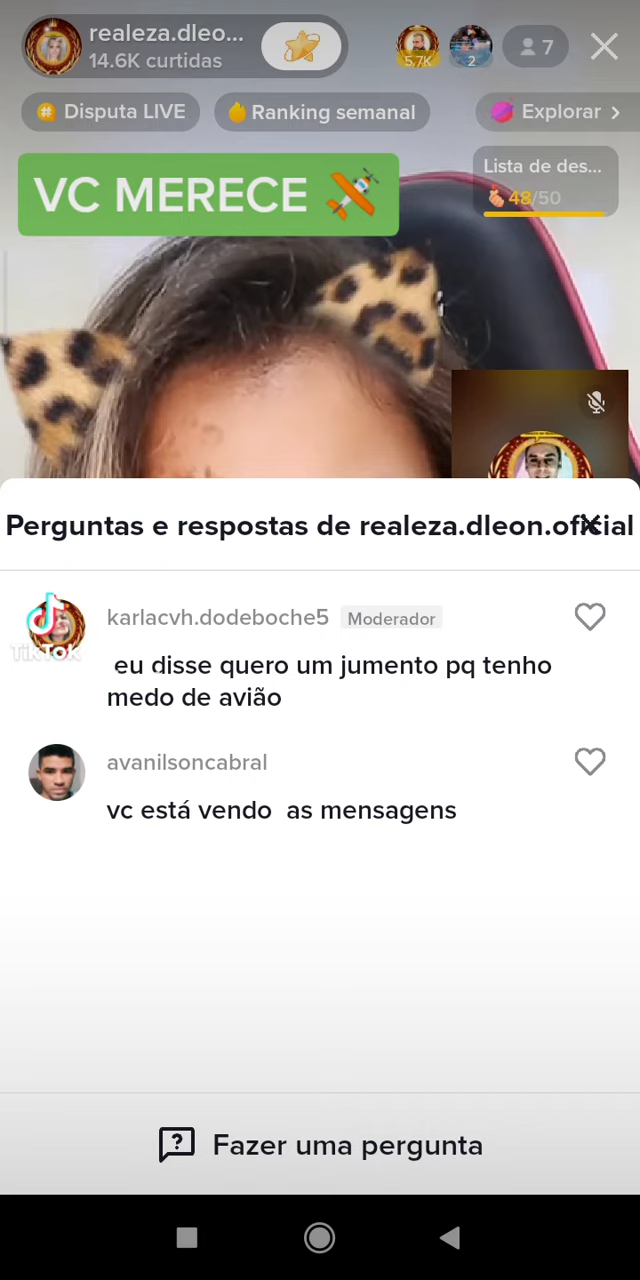 realeza.dleo...
14.6K curtidas
5,7K
2
7
Disputa LIVE
Ranking semanal
Explorar
VC MERECE
Lista de des...
48/50
Perguntas e respostas de realeza.dleon.oficial
karlacvh.dodeboche5 Moderador
TikTok
eu disse quero um jumento pq tenho
medo de avião
avanilsoncabral
vc está vendo as mensagens
Fazer uma pergunta